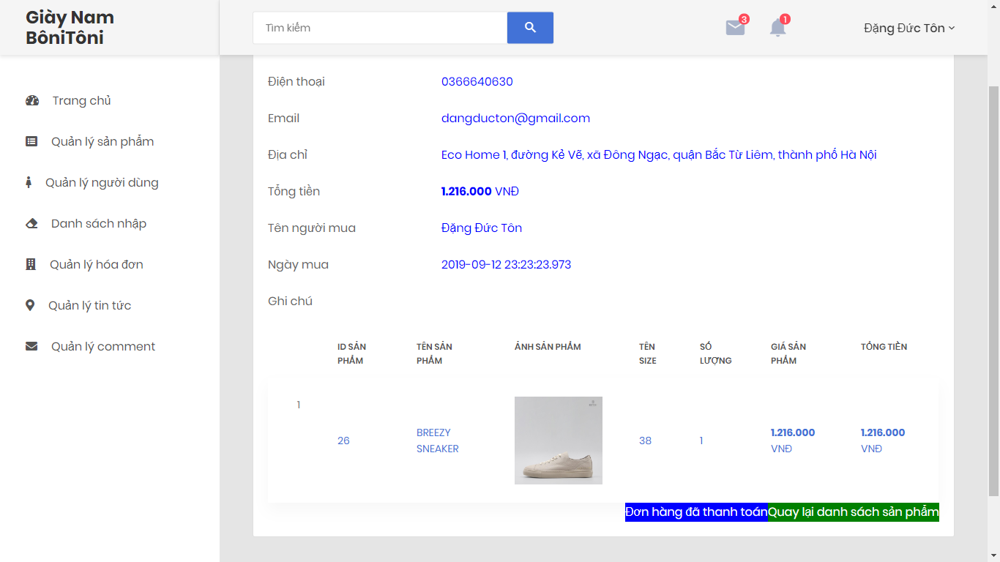 Giày Nam
BôniTôni
Tìm kiếm
3
1
Đặng Đức Tôn
Trang chủ
Quản lý sản phẩm
Quản lý người dùng
Danh sách nhập
Quản lý hóa đơn
Quản lý tin tức
Quản lý comment
Điện thoại 0366640630
Email dangducton@gmail.com
Địa chỉ Eco Home 1, đường Kẻ Vẽ, xã Đông Ngạc, quận Bắc Từ Liêm, thành phố Hà Nội
Tổng tiền 1.216.000 VNĐ
Tên người mua Đặng Đức Tôn
Ngày mua 2019-09-12 23:23:23.973
Ghi chú
ID SẢN PHẨM
TÊN SẢN PHẨM
ẢNH SẢN PHẨM
TÊN SIZE
SỐ LƯỢNG
GIÁ SẢN PHẨM
TỔNG TIỀN
1
26
BREEZY
SNEAKER
38
1
1.216.000
VNĐ
1.216.000
VNĐ
Đơn hàng đã thanh toán
Quay lại danh sách sản phẩm